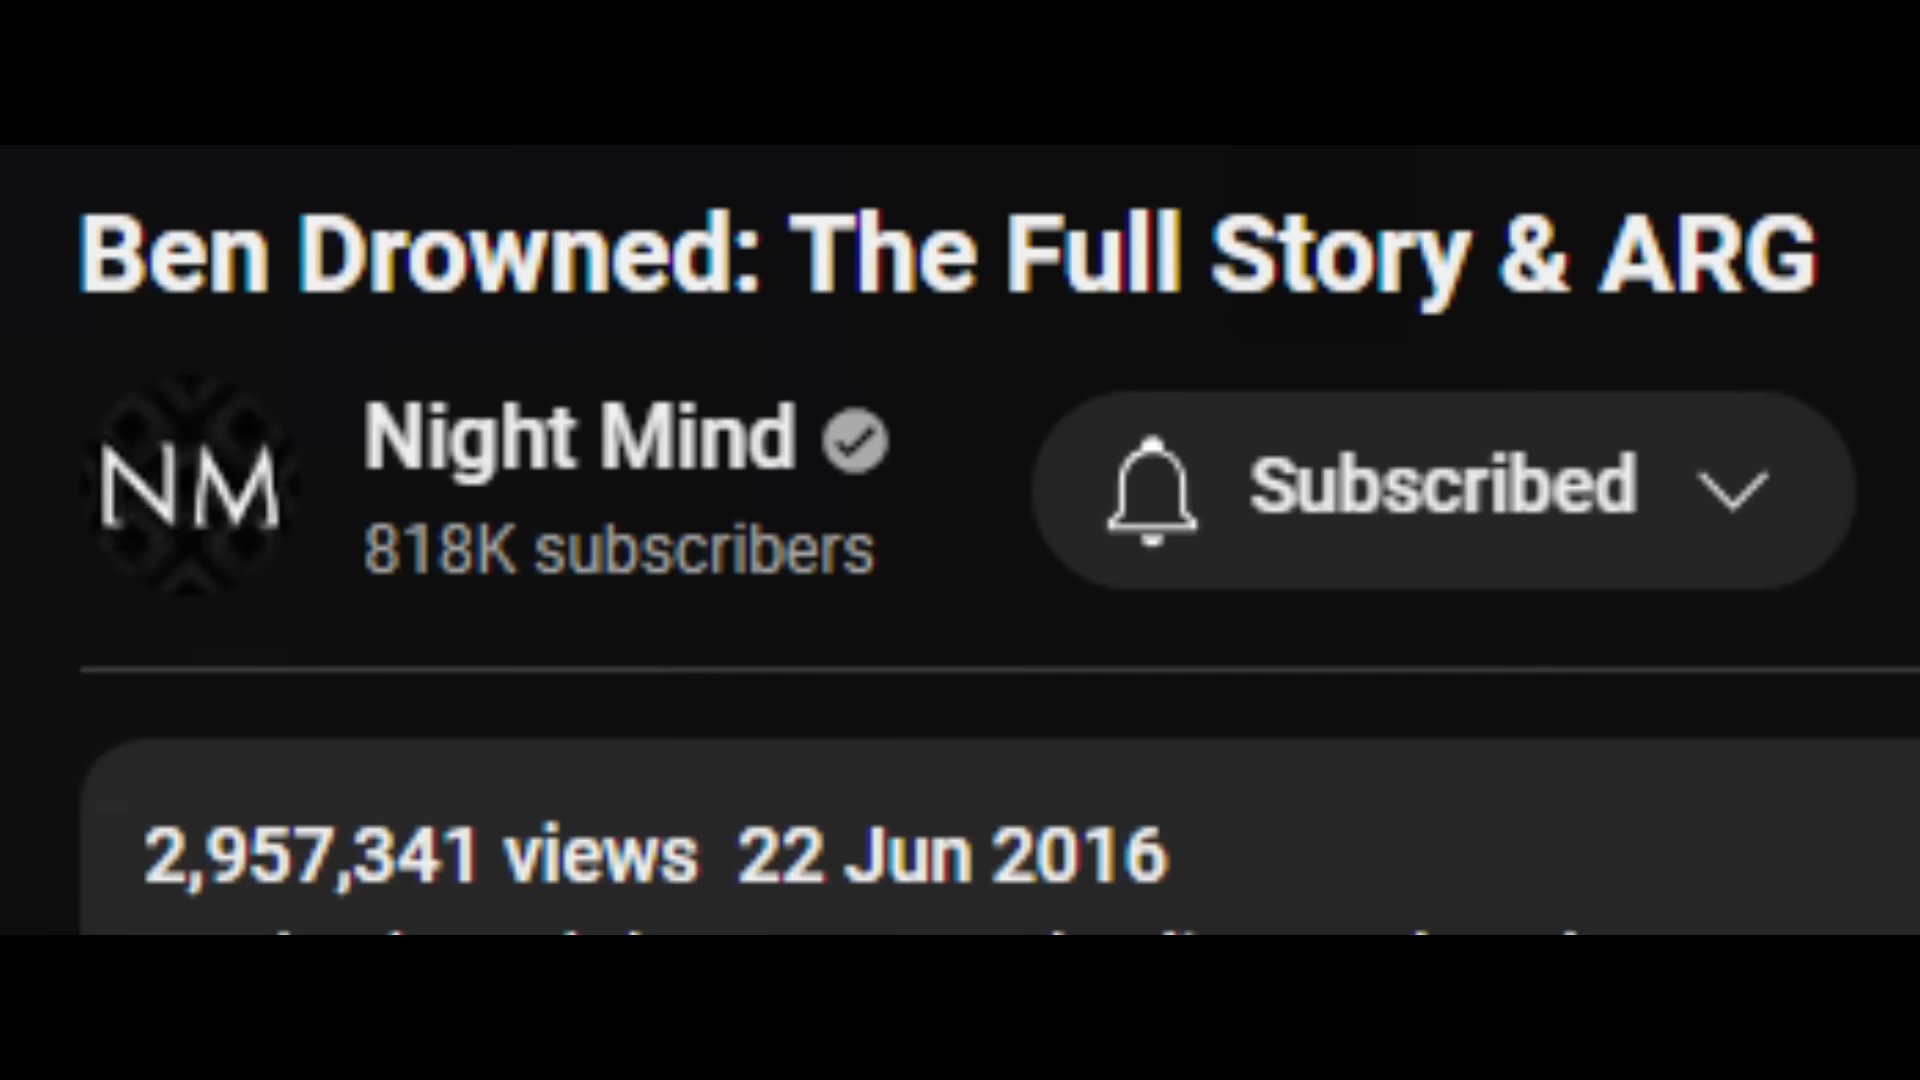 Ben Drowned: The Full Story & ARG
NM
Night Mind
Subscribed
818K subscribers
2,957,341 views 22 Jun 2016